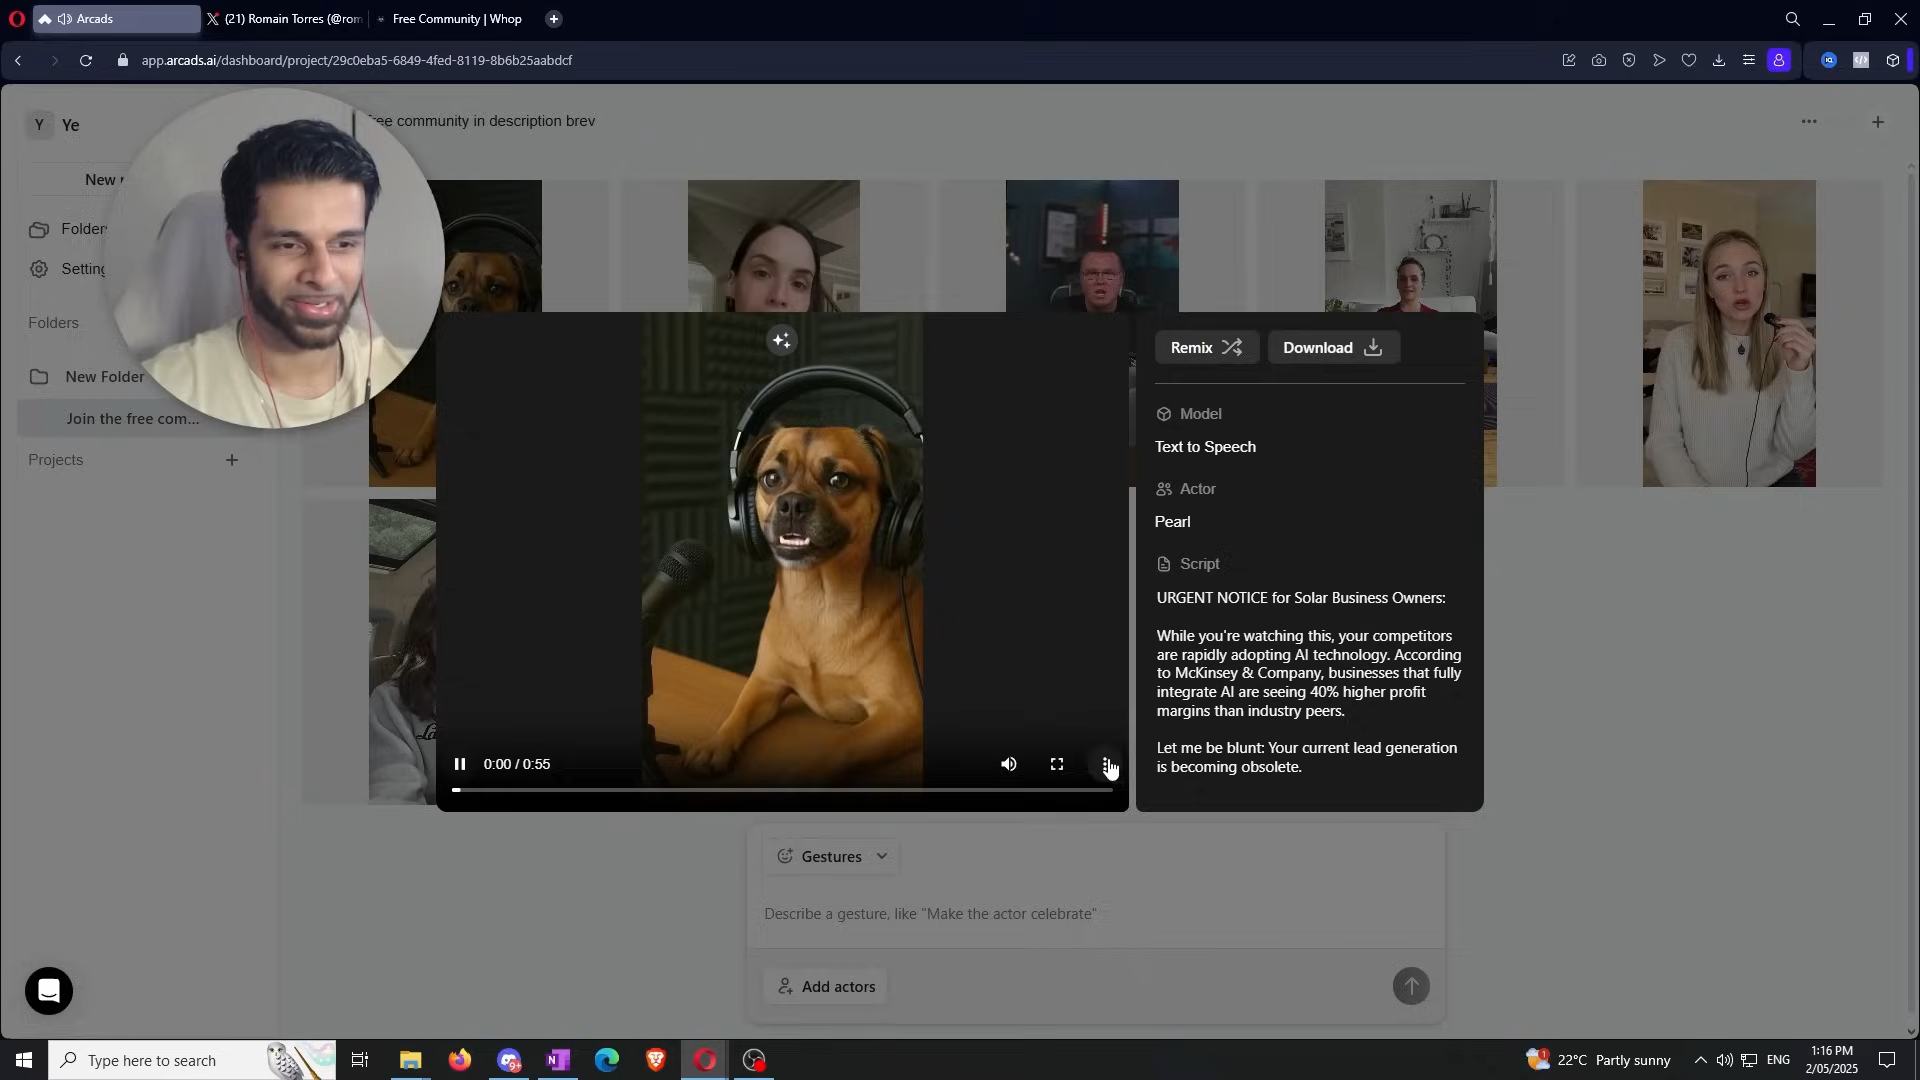 Arcads
(21) Romain Torres (@rom
Free Community | Whop
app.arcads.ai/dashboard/project/29c0eba5-6849-4fed-8119-8b6b25aabdcf
Y
Ye
free community in description brev
New
Folders
Setting
Folders
New Folder
Join the free com...
Projects
Remix
Download
Model
Text to Speech
Actor
Pearl
Script
URGENT NOTICE for Solar Business Owners:
While you're watching this, your competitors
are rapidly adopting AI technology. According
to McKinsey & Company, businesses that fully
integrate AI are seeing 40% higher profit
margins than industry peers.
Let me be blunt: Your current lead generation
is becoming obsolete.
0:00 / 0:55
Gestures
Describe a gesture, like "Make the actor celebrate"
Add actors
Type here to search
9+
1
22°C Partly sunny
ENG
1:16 PM
2/05/2025